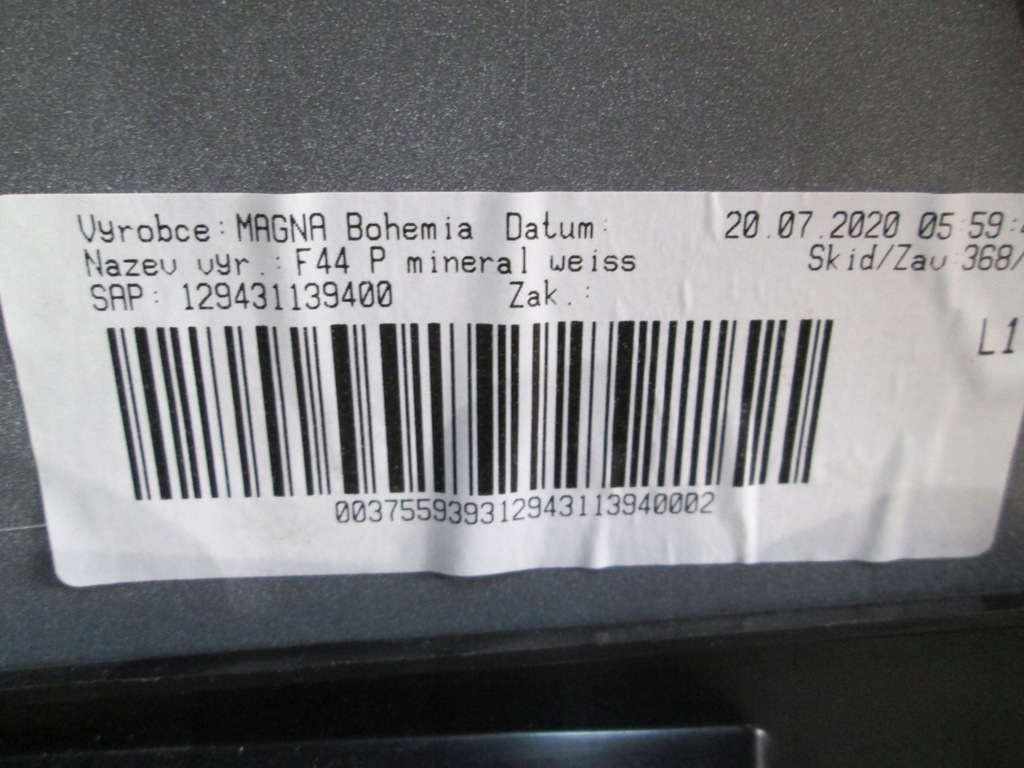 Vyrobce: MAGNA Bohemia Datum: 20.07.2020 05:59:
Nazev vyr.: F44 P mineral weiss Skid/Zav 368/
SAP: 129431139400 Zak.:
L1
003755939312943113940002